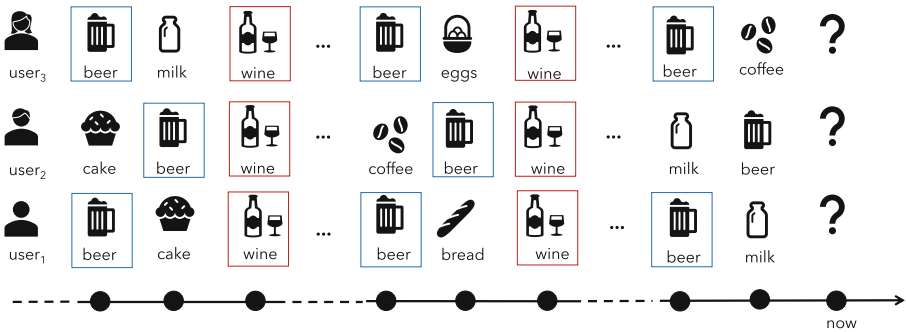 beer milk wine ... beer eggs wine ... beer coffee ?
user₃
cake beer wine ... coffee beer wine ... milk beer ?
user₂
beer cake wine ... beer bread wine ... beer milk ?
user₁
now